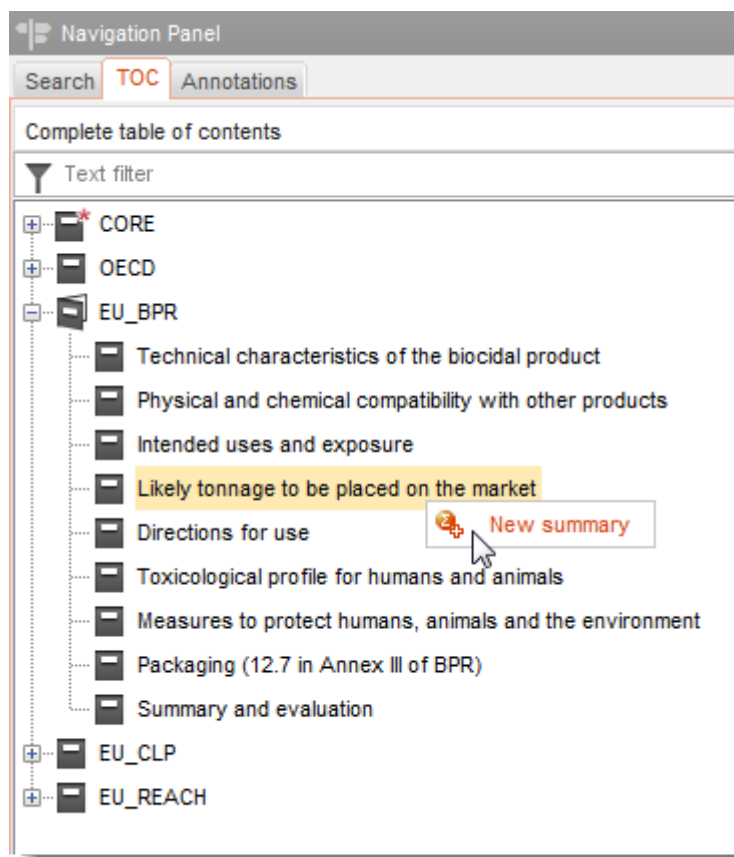 Navigation Panel
Search TOC Annotations
Complete table of contents
Text filter
CORE
OECD
EU_BPR
Technical characteristics of the biocidal product
Physical and chemical compatibility with other products
Intended uses and exposure
Likely tonnage to be placed on the market
New summary
Directions for use
Toxicological profile for humans and animals
Measures to protect humans, animals and the environment
Packaging (12.7 in Annex III of BPR)
Summary and evaluation
EU_CLP
EU_REACH